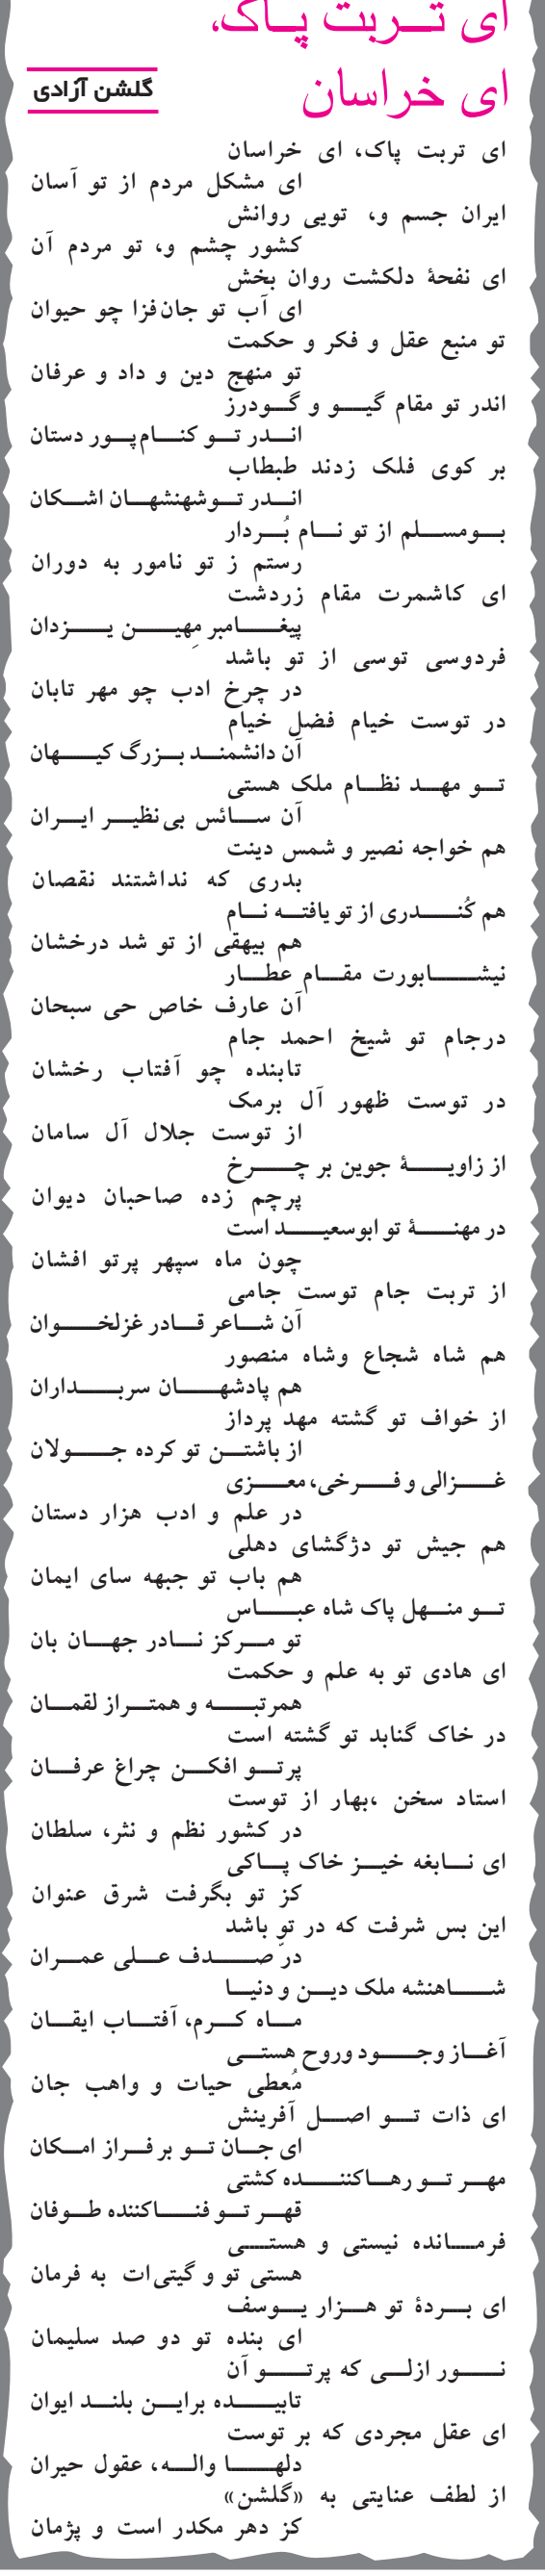 ای تربت پاک،
ای خراسان
گلشن آزادی
ای تربت پاک، ای خراسان
ای مشکل مردم از تو آسان
ایران جسم و، تویی روانش
کشور چشم و، تو مردم آن
ای نفحهٔ دلکشت روان بخش
ای آب تو جان‌فزا چو حیوان
تو منبع عقل و فکر و حکمت
تو منهج دین و داد و عرفان
اندر تو مقام گیو و گودرز
اندر تو کنام پور دستان
بر کوی فلک زدند طبطاب
اندر تو شهنشهان اشکان
بومسلم از تو نام بُردار
رستم ز تو نامور به دوران
ای کاشمرت مقام زردشت
پیغامبر مِهین یزدان
فردوسی توسی از تو باشد
در چرخ ادب چو مهر تابان
در توست خیام فضل خیام
آن دانشمند بزرگ کیهان
تو مهد نظام ملک هستی
آن سائس بی‌نظیر ایران
هم خواجه نصیر و شمس دینت
بدری که نداشتند نقصان
هم کُندری از تو یافته نام
هم بیهقی از تو شد درخشان
نیشابورت مقام عطار
آن عارف خاص حی سبحان
درجام تو شیخ احمد جام
تابنده چو آفتاب رخشان
در توست ظهور آل برمک
از توست جلال آل سامان
از زاویهٔ جوین بر چرخ
پرچم زده صاحبان دیوان
در مهنهٔ تو ابوسعید است
چون ماه سپهر پرتو افشان
از تربت جام توست جامی
آن شاعر قادر غزلخوان
هم شاه شجاع وشاه منصور
هم پادشهان سربداران
از خواف تو گشته مهد پرداز
از باشتن تو کرده جولان
غزالی و فرخی، معزی
در علم و ادب هزار دستان
هم جیش تو دژگشای دهلی
هم باب تو جبهه سای ایمان
تو منهل پاک شاه عباس
تو مرکز نادر جهان بان
ای هادی تو به علم و حکمت
همرتبه و همتراز لقمان
در خاک گنابد تو گشته است
پرتو افکن چراغ عرفان
استاد سخن ،بهار از توست
در کشور نظم و نثر، سلطان
ای نابغه خیز خاک پاکی
کز تو بگرفت شرق عنوان
این بس شرفت که در تو باشد
درّ صدف علی عمران
شاهنشه ملک دین و دنیا
ماه کرم، آفتاب ایقان
آغاز وجود وروح هستی
مُعطی حیات و واهب جان
ای ذات تو اصل آفرینش
ای جان تو بر فراز امکان
مهر تو رهاکننده کشتی
قهر تو فناکننده طوفان
فرمانده نیستی و هستی
هستی تو و گیتی‌ات به فرمان
ای بردهٔ تو هزار یوسف
ای بنده تو دو صد سلیمان
نور ازلی که پرتو آن
تابیده براین بلند ایوان
ای عقل مجردی که بر توست
دلها واله، عقول حیران
از لطف عنایتی به «گلشن»
کز دهر مکدر است و پژمان